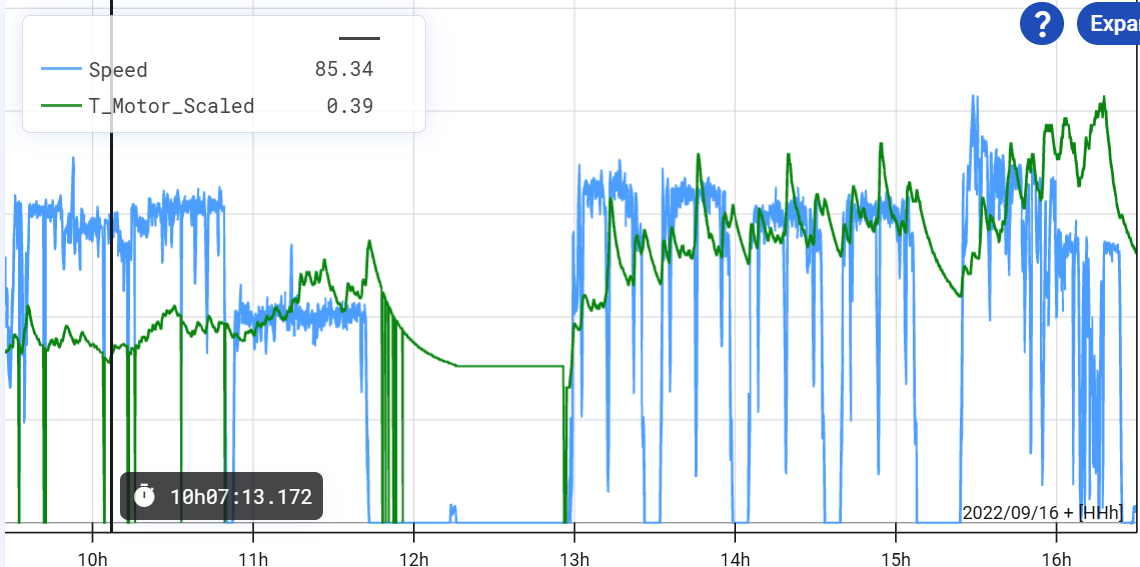 ? Expa
Speed 85.34
T_Motor_Scaled 0.39
10h07:13.172
2022/09/16 + [HHh]
10h 11h 12h 13h 14h 15h 16h